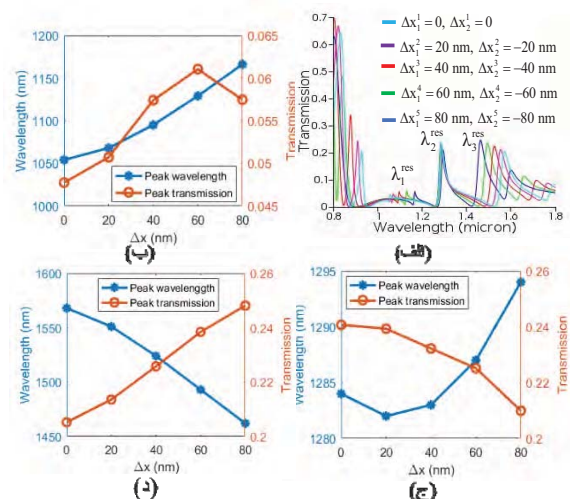 1200
1150
1100
1050
1000
Wavelength (nm)
0.065
0.06
0.055
0.05
0.045
Transmission
Peak wavelength
Peak transmission
0 20 40 60 80
Δx (nm)
(ب)
0.7
0.6
0.5
0.4
0.3
0.2
0.1
0
Transmission
Δx₁¹ = 0, Δx₂¹ = 0
Δx₁² = 20 nm, Δx₂² = −20 nm
Δx₁³ = 40 nm, Δx₂³ = −40 nm
Δx₁⁴ = 60 nm, Δx₂⁴ = −60 nm
Δx₁⁵ = 80 nm, Δx₂⁵ = −80 nm
λ₁ʳᵉˢ
λ₂ʳᵉˢ
λ₃ʳᵉˢ
0.8 1 1.2 1.4 1.6 1.8
Wavelength (micron)
(الف)
1600
1550
1500
1450
Wavelength (nm)
0.26
0.24
0.22
0.2
Transmission
Peak wavelenggth
Peak transmission
0 20 40 60 80
Δx (nm)
(د)
1295
1290
1285
1280
Wavelength (nm)
0.26
0.24
0.22
0.2
Transmission
Peak wavelength
Peak transmission
0 20 40 60 80
Δx (nm)
(ج)